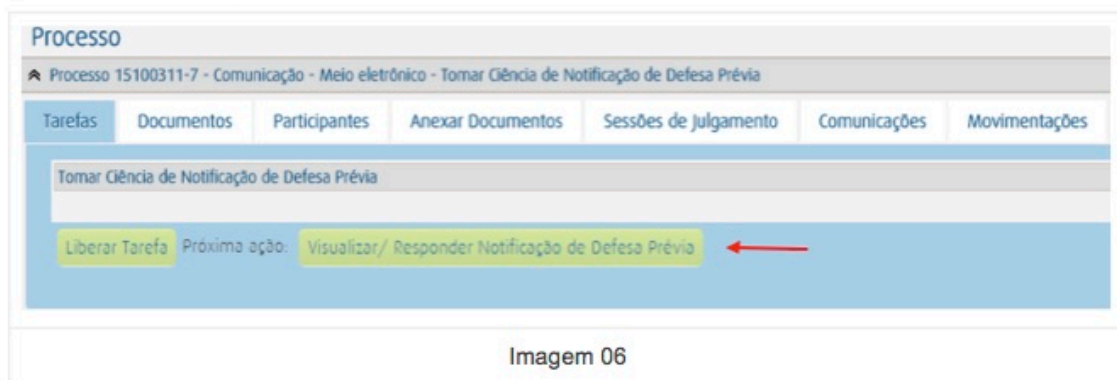 Processo
Processo 15100311-7 - Comunicação - Meio eletrônico - Tomar Ciência de Notificação de Defesa Prévia
Tarefas Documentos Participantes Anexar Documentos Sessões de Julgamento Comunicações Movimentações
Tomar Ciência de Notificação de Defesa Prévia
Liberar Tarefa Próxima ação: Visualizar/ Responder Notificação de Defesa Prévia
Imagem 06